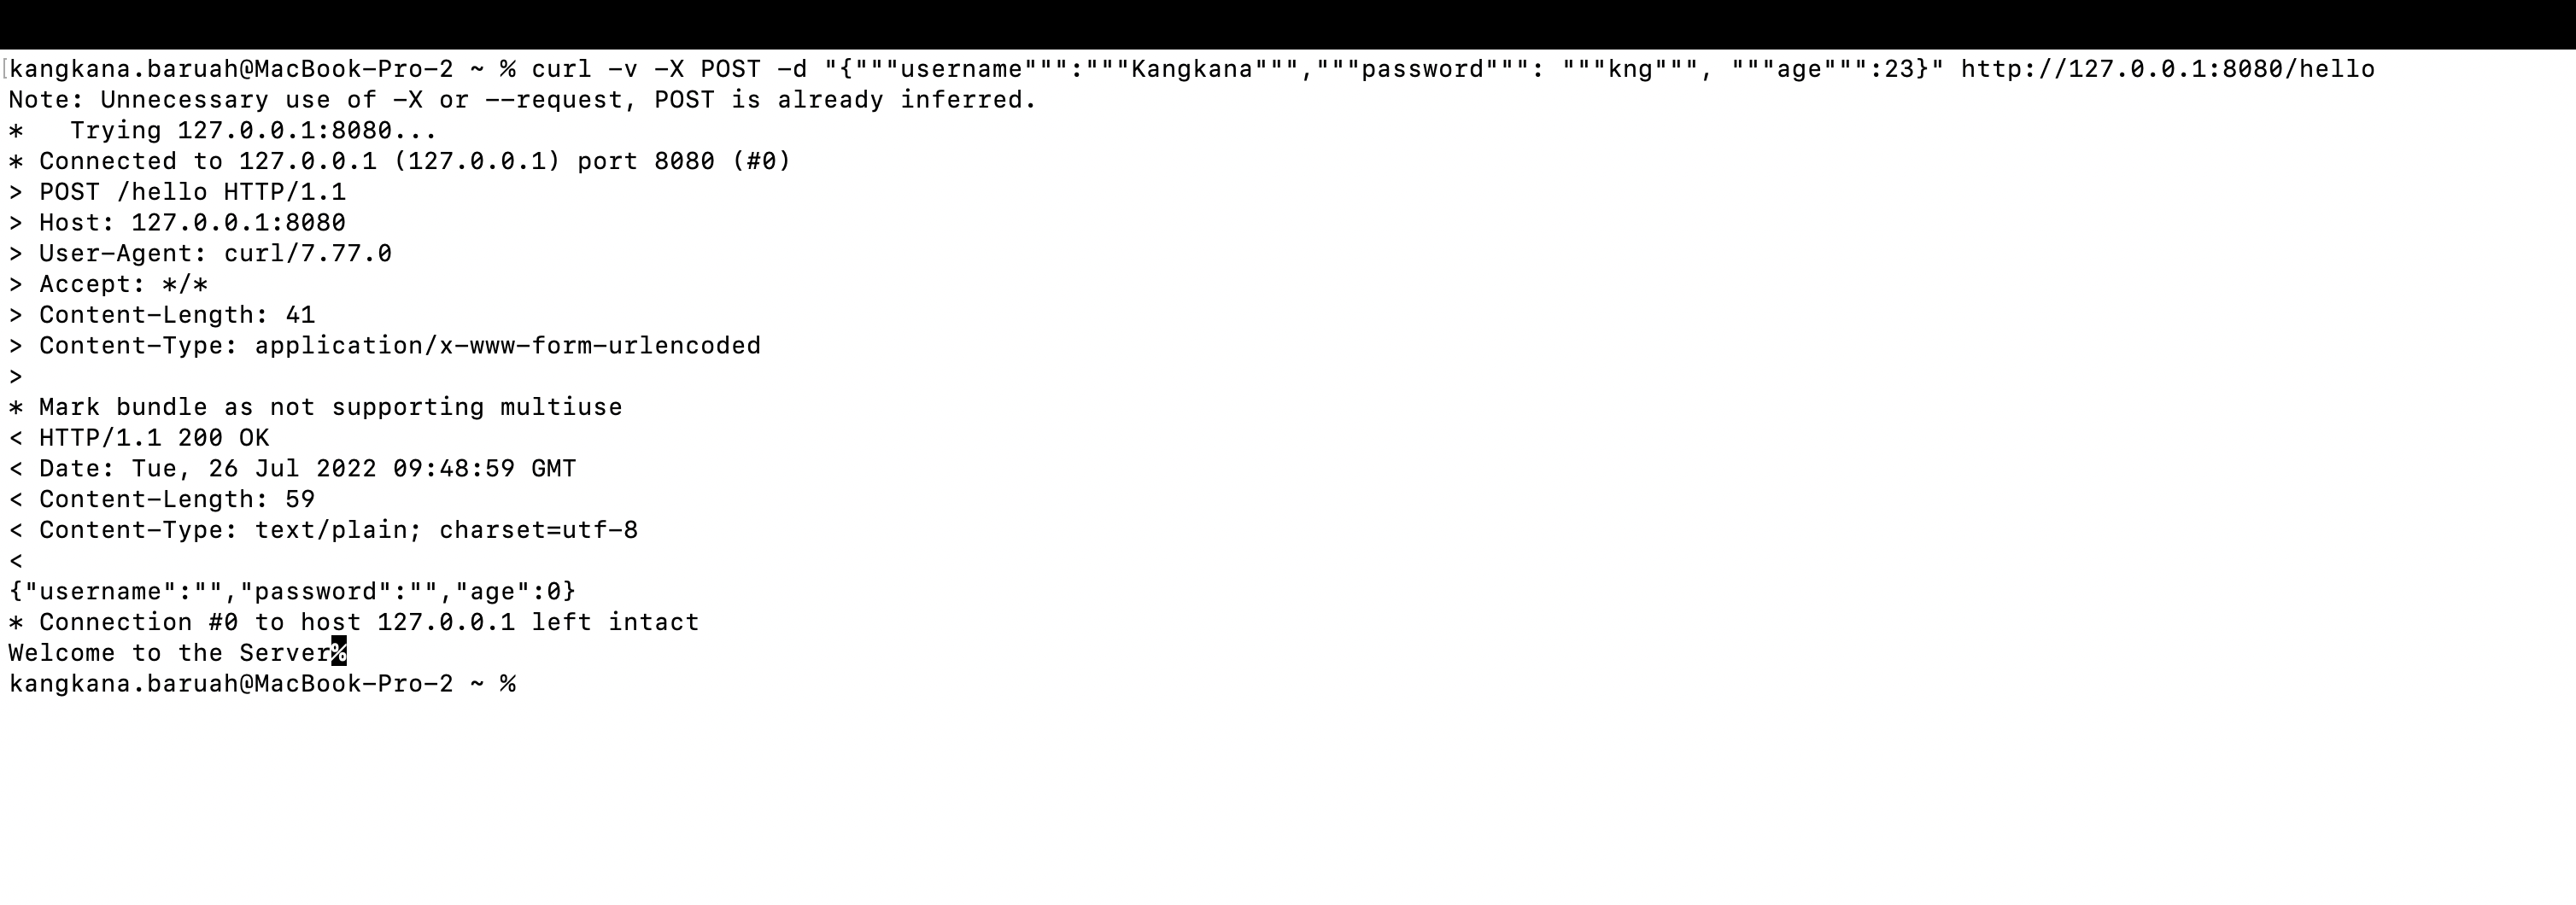 kangkana.baruah@MacBook-Pro-2 ~ % curl -v -X POST -d "{"""username""":"""Kangkana""","""password""": """kng""", """age""":23}" http://127.0.0.1:8080/hello
Note: Unnecessary use of -X or --request, POST is already inferred.
*   Trying 127.0.0.1:8080...
* Connected to 127.0.0.1 (127.0.0.1) port 8080 (#0)
> POST /hello HTTP/1.1
> Host: 127.0.0.1:8080
> User-Agent: curl/7.77.0
> Accept: */*
> Content-Length: 41
> Content-Type: application/x-www-form-urlencoded
>
* Mark bundle as not supporting multiuse
< HTTP/1.1 200 OK
< Date: Tue, 26 Jul 2022 09:48:59 GMT
< Content-Length: 59
< Content-Type: text/plain; charset=utf-8
<
{"username":"","password":"","age":0}
* Connection #0 to host 127.0.0.1 left intact
Welcome to the Server%
kangkana.baruah@MacBook-Pro-2 ~ %